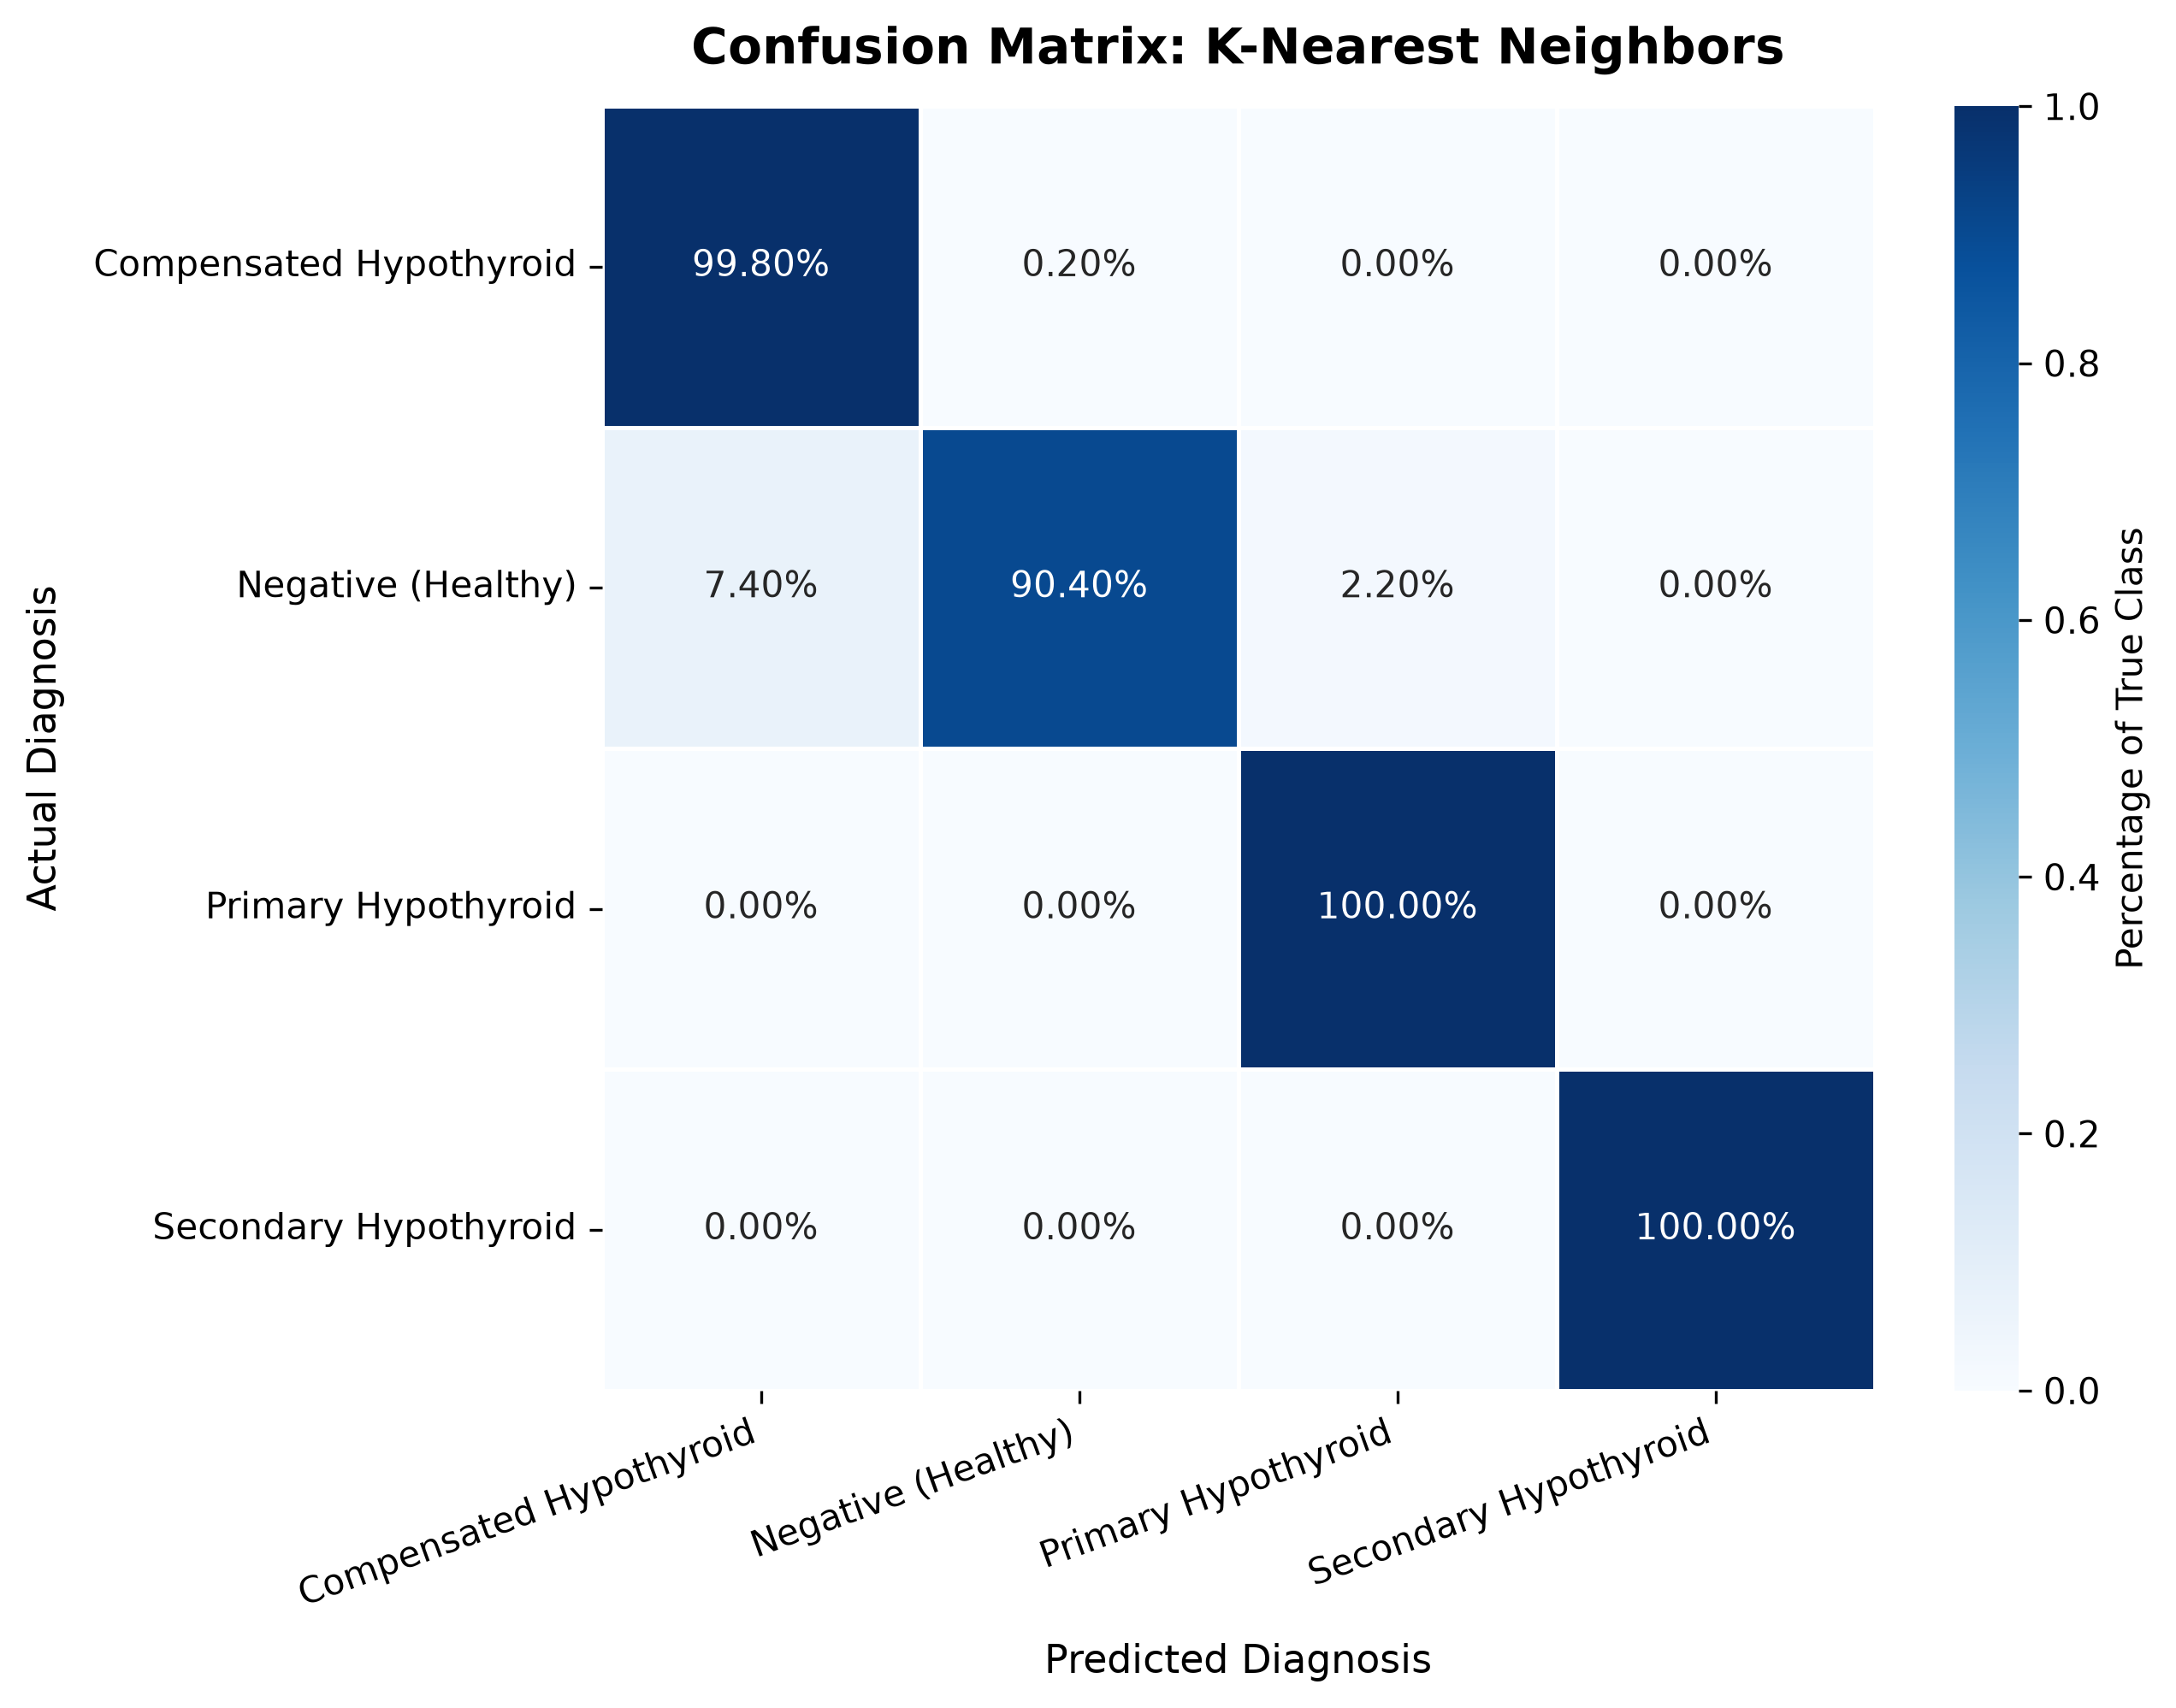 Confusion Matrix: K-Nearest Neighbors
Actual Diagnosis
Compensated Hypothyroid 99.80% 0.20% 0.00% 0.00%
Negative (Healthy) 7.40% 90.40% 2.20% 0.00%
Primary Hypothyroid 0.00% 0.00% 100.00% 0.00%
Secondary Hypothyroid 0.00% 0.00% 0.00% 100.00%
Compensated Hypothyroid
Negative (Healthy)
Primary Hypothyroid
Secondary Hypothyroid
Predicted Diagnosis
1.0
0.8
0.6
0.4
0.2
0.0
Percentage of True Class